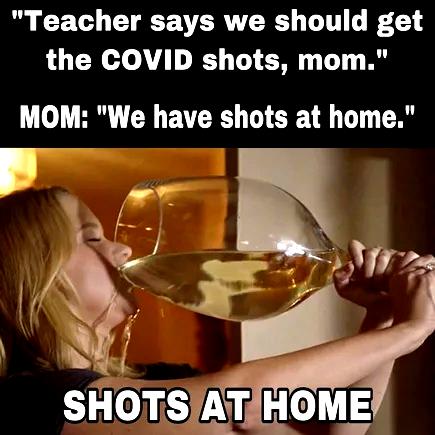 "Teacher says we should get
the COVID shots, mom."
MOM: "We have shots at home."
SHOTS AT HOME